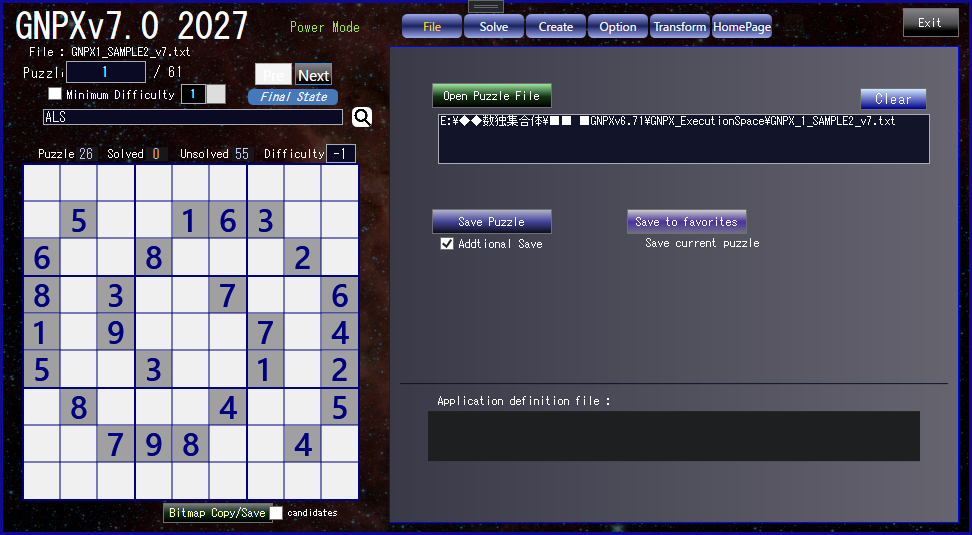 GNPXv7.0 2027
Power Mode
File Solve Create Option Transform HomePage
Exit
File : GNPX1_SAMPLE2_v7.txt
Puzzl 1 / 61
Pre Next
Minimum Difficulty 1
Final State
ALS
Open Puzzle File
Clear
E:¥◆◆数独集合体¥■■ ■GNPXv6.71¥GNPX_ExecutionSpace¥GNPX_1_SAMPLE2_v7.txt
Puzzle 26 Solved 0 Unsolved 55 Difficulty -1
5 1 6 3
6 8 2
8 3 7 6
1 9 7 4
5 3 1 2
8 4 5
7 9 8 4
Save Puzzle
Save to favorites
Addtional Save
Save current puzzle
Application definition file :
Bitmap Copy/Save
candidates